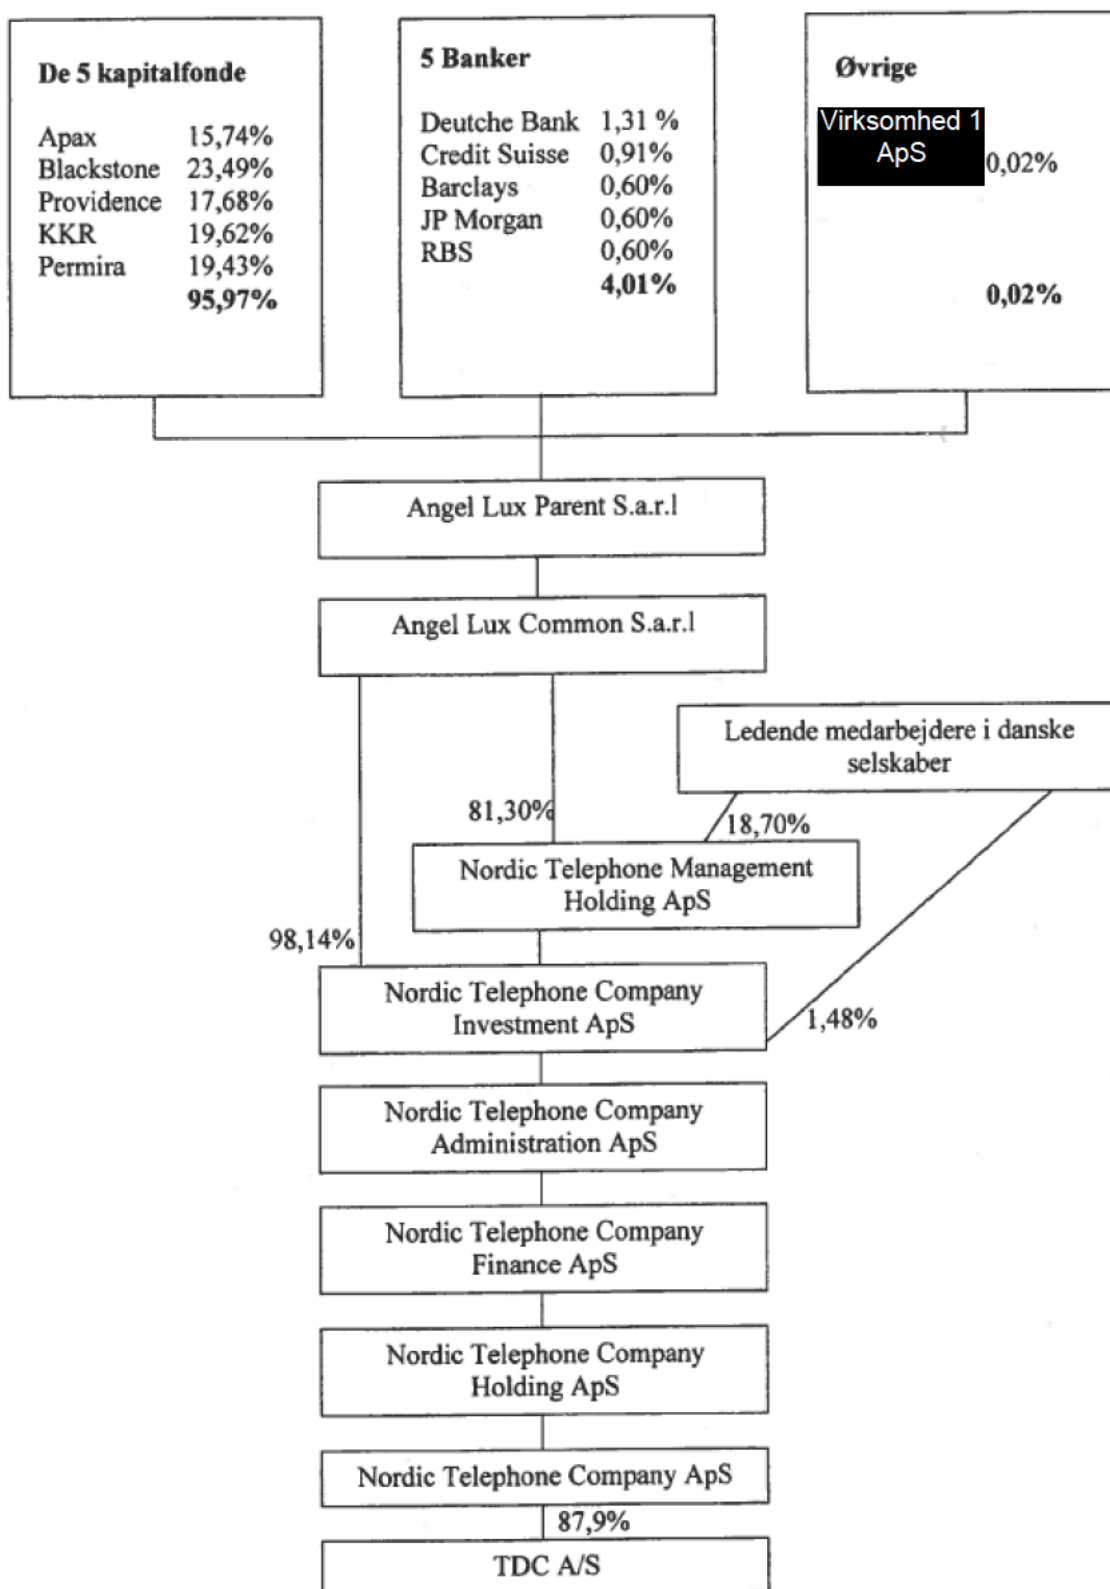 De 5 kapitalfonde
Apax 15,74%
Blackstone 23,49%
Providence 17,68%
KKR 19,62%
Permira 19,43%
95,97%
5 Banker
Deutche Bank 1,31 %
Credit Suisse 0,91%
Barclays 0,60%
JP Morgan 0,60%
RBS 0,60%
4,01%
Øvrige
Virksomhed 1
ApS
0,02%
0,02%
Angel Lux Parent S.a.r.l
Angel Lux Common S.a.r.l
Ledende medarbejdere i danske
selskaber
81,30%
18,70%
Nordic Telephone Management
Holding ApS
98,14%
Nordic Telephone Company
Investment ApS
1,48%
Nordic Telephone Company
Administration ApS
Nordic Telephone Company
Finance ApS
Nordic Telephone Company
Holding ApS
Nordic Telephone Company ApS
87,9%
TDC A/S